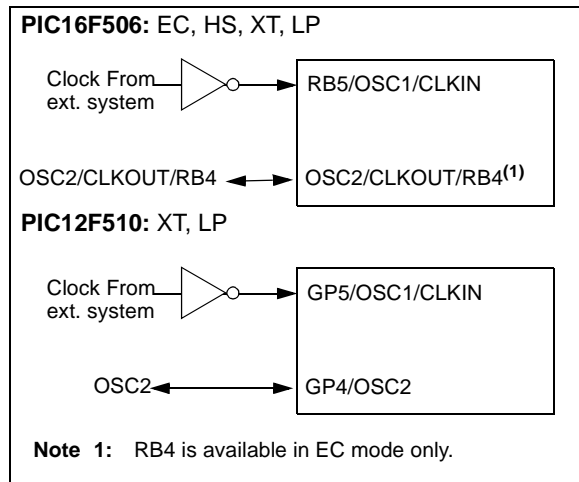 PIC16F506: EC, HS, XT, LP
Clock From
ext. system
RB5/OSC1/CLKIN
OSC2/CLKOUT/RB4
OSC2/CLKOUT/RB4(1)
PIC12F510: XT, LP
Clock From
ext. system
GP5/OSC1/CLKIN
OSC2
GP4/OSC2
Note 1: RB4 is available in EC mode only.